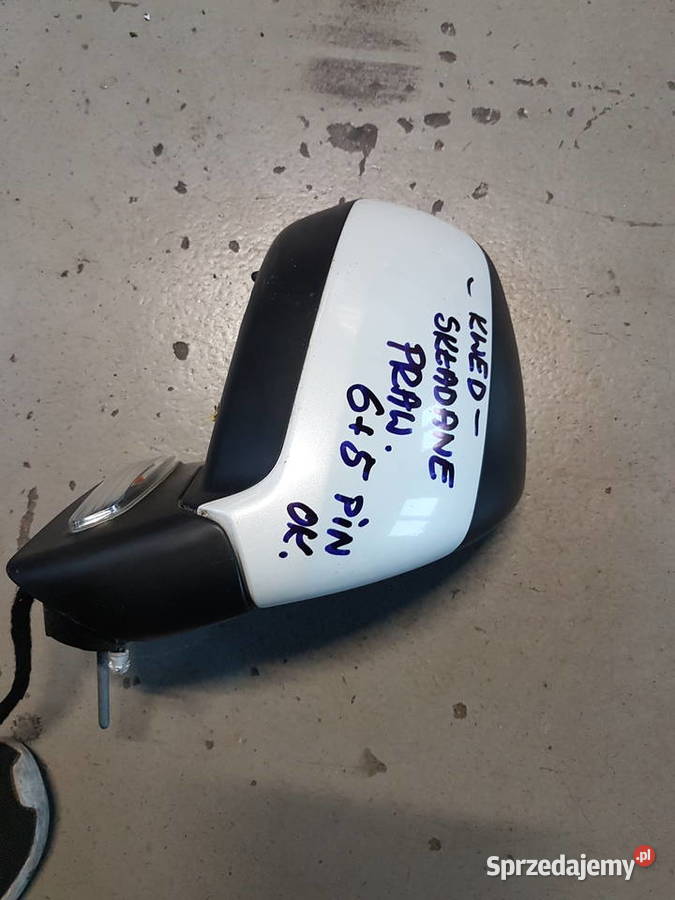 - KWED -
SKŁADANE
PRAW.
6+5 PiN
OK.
Sprzedajemy.pl